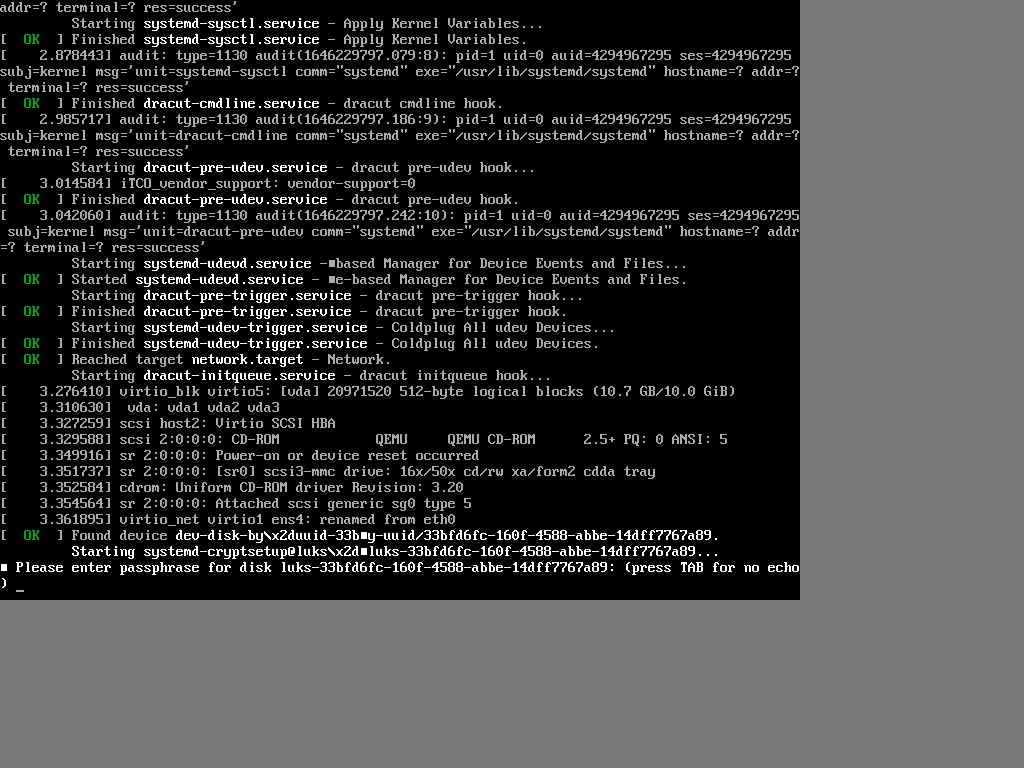 addr=? terminal=? res=success'
Starting systemd-sysctl.service - Apply Kernel Variables...
[  OK  ] Finished systemd-sysctl.service - Apply Kernel Variables.
[    2.878443] audit: type=1130 audit(1646229797.079:8): pid=1 uid=0 auid=4294967295 ses=4294967295
subj=kernel msg='unit=systemd-sysctl comm="systemd" exe="/usr/lib/systemd/systemd" hostname=? addr=?
terminal=? res=success'
[  OK  ] Finished dracut-cmdline.service - dracut cmdline hook.
[    2.985717] audit: type=1130 audit(1646229797.186:9): pid=1 uid=0 auid=4294967295 ses=4294967295
subj=kernel msg='unit=dracut-cmdline comm="systemd" exe="/usr/lib/systemd/systemd" hostname=? addr=?
terminal=? res=success'
Starting dracut-pre-udev.service - dracut pre-udev hook...
[    3.014584] iTCO_vendor_support: vendor-support=0
[  OK  ] Finished dracut-pre-udev.service - dracut pre-udev hook.
[    3.042060] audit: type=1130 audit(1646229797.242:10): pid=1 uid=0 auid=4294967295 ses=4294967295
subj=kernel msg='unit=dracut-pre-udev comm="systemd" exe="/usr/lib/systemd/systemd" hostname=? addr
=? terminal=? res=success'
Starting systemd-udevd.service -■based Manager for Device Events and Files...
[  OK  ] Started systemd-udevd.service - ■e-based Manager for Device Events and Files.
Starting dracut-pre-trigger.service - dracut pre-trigger hook...
[  OK  ] Finished dracut-pre-trigger.service - dracut pre-trigger hook.
Starting systemd-udev-trigger.service - Coldplug All udev Devices...
[  OK  ] Finished systemd-udev-trigger.service - Coldplug All udev Devices.
[  OK  ] Reached target network.target - Network.
Starting dracut-initqueue.service - dracut initqueue hook...
[    3.276410] virtio_blk virtio5: [vda] 20971520 512-byte logical blocks (10.7 GB/10.0 GiB)
[    3.310630]  vda: vda1 vda2 vda3
[    3.327259] scsi host2: Virtio SCSI HBA
[    3.329588] scsi 2:0:0:0: CD-ROM            QEMU     QEMU CD-ROM      2.5+ PQ: 0 ANSI: 5
[    3.349916] sr 2:0:0:0: Power-on or device reset occurred
[    3.351737] sr 2:0:0:0: [sr0] scsi3-mmc drive: 16x/50x cd/rw xa/form2 cdda tray
[    3.352584] cdrom: Uniform CD-ROM driver Revision: 3.20
[    3.354564] sr 2:0:0:0: Attached scsi generic sg0 type 5
[    3.361895] virtio_net virtio1 ens4: renamed from eth0
[  OK  ] Found device dev-disk-by\x2duuid-33b■y-uuid/33bfd6fc-160f-4588-abbe-14dff7767a89.
Starting systemd-cryptsetup@luks\x2d■luks-33bfd6fc-160f-4588-abbe-14dff7767a89...
■ Please enter passphrase for disk luks-33bfd6fc-160f-4588-abbe-14dff7767a89: (press TAB for no echo
) _